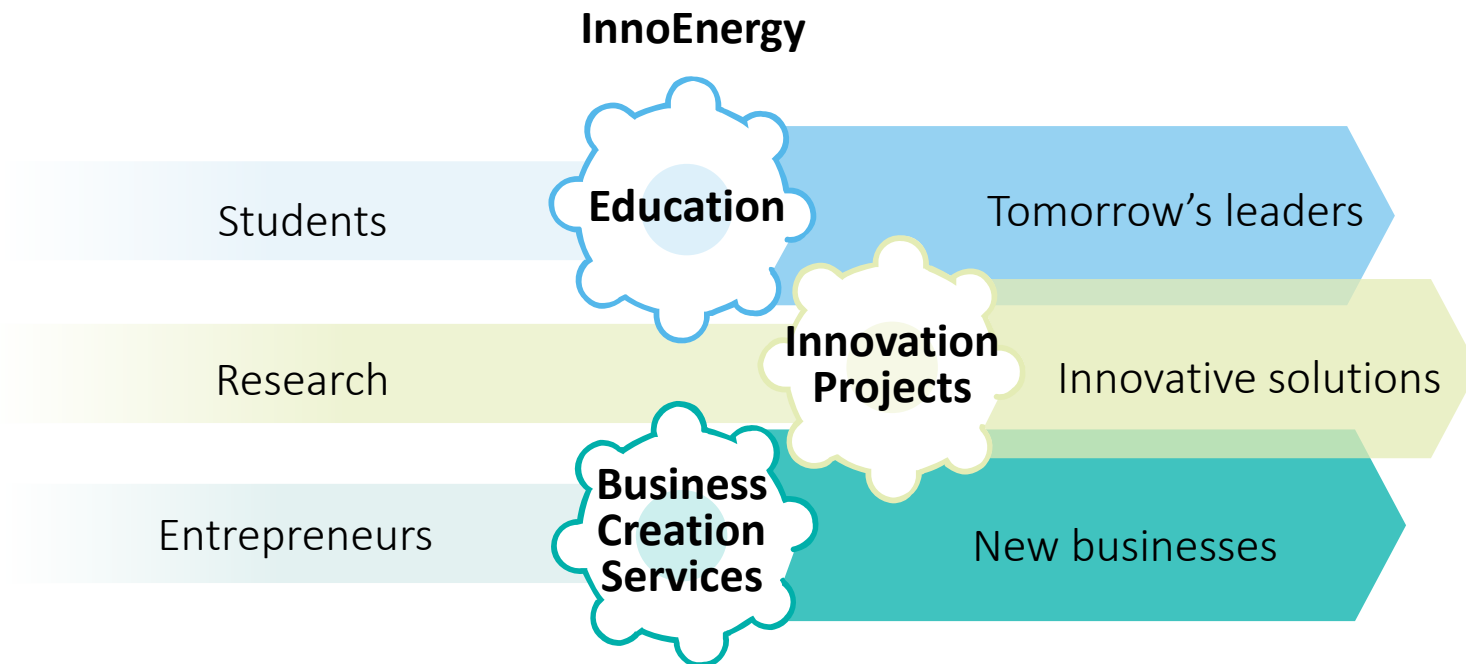 InnoEnergy
Students
Education
Tomorrow’s leaders
Research
Innovation
Projects
Innovative solutions
Entrepreneurs
Business
Creation
Services
New businesses